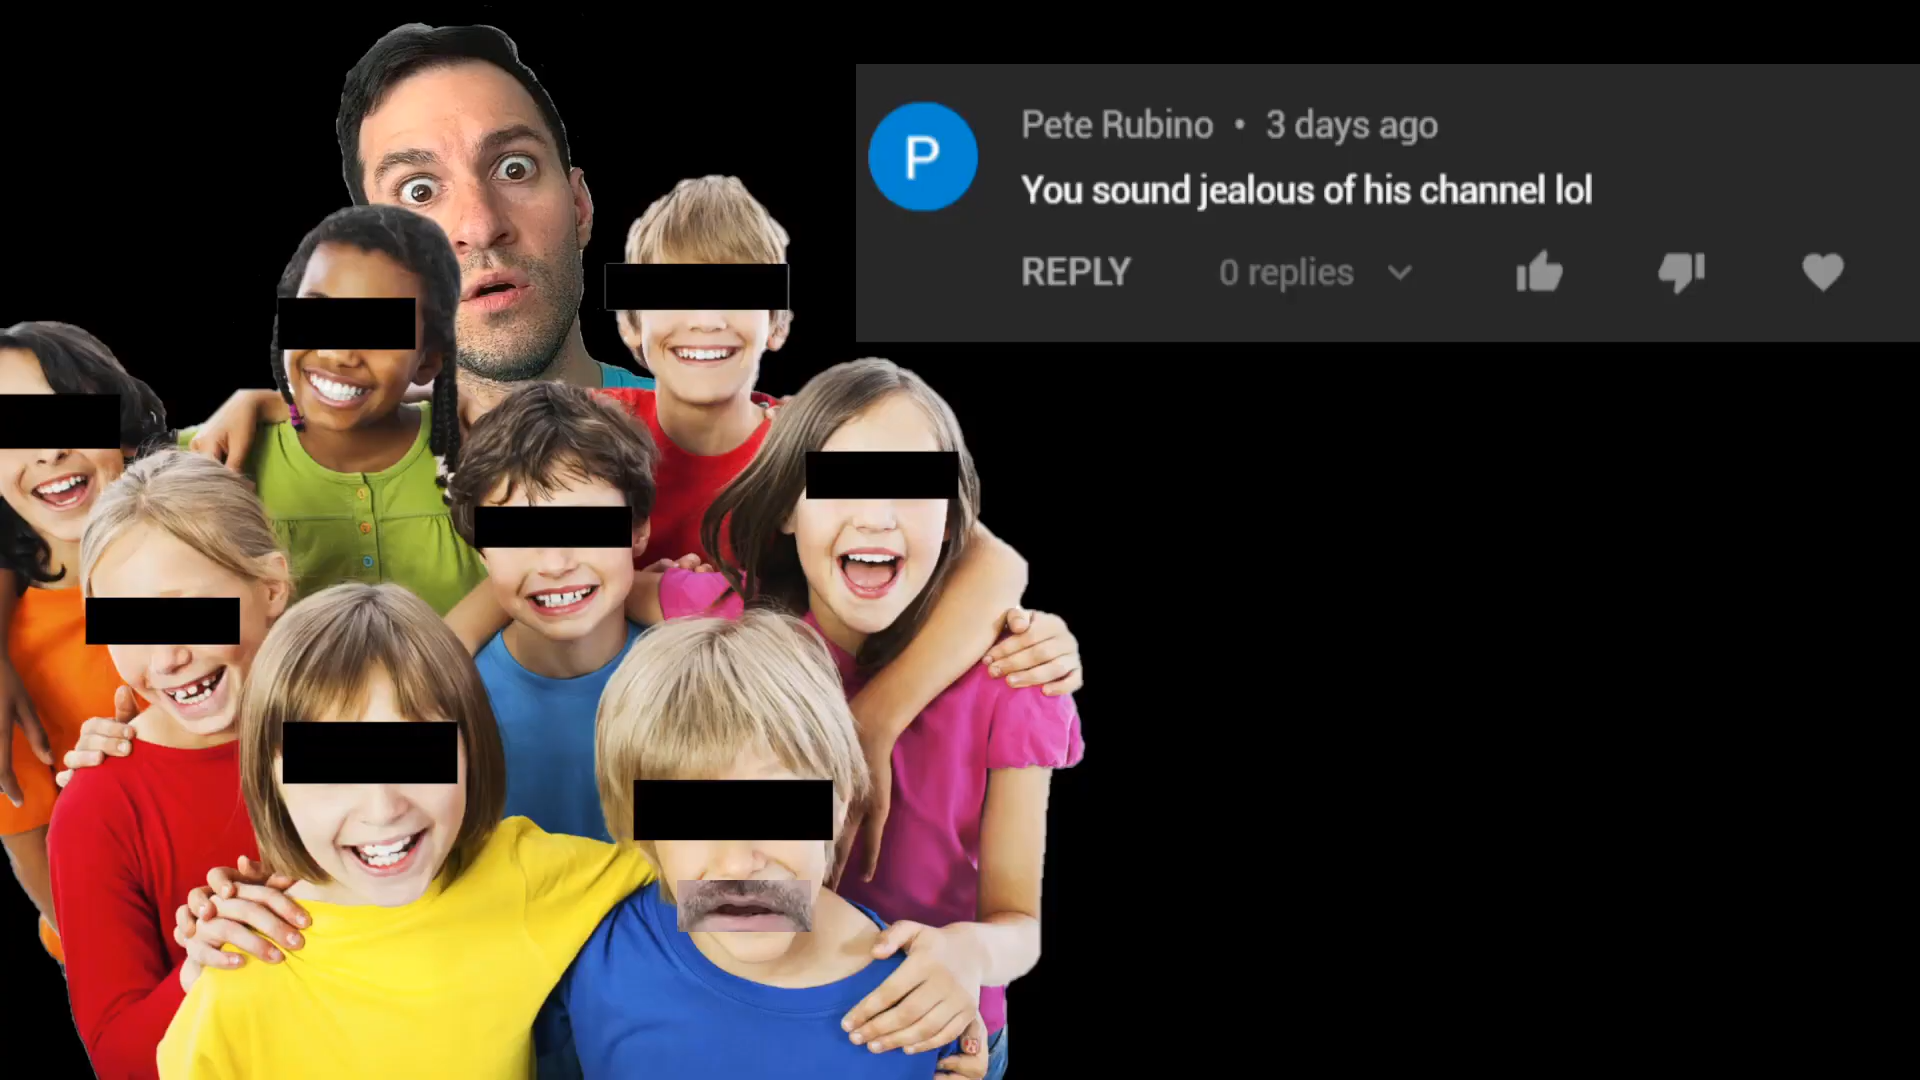 P
Pete Rubino • 3 days ago
You sound jealous of his channel lol
REPLY 0 replies